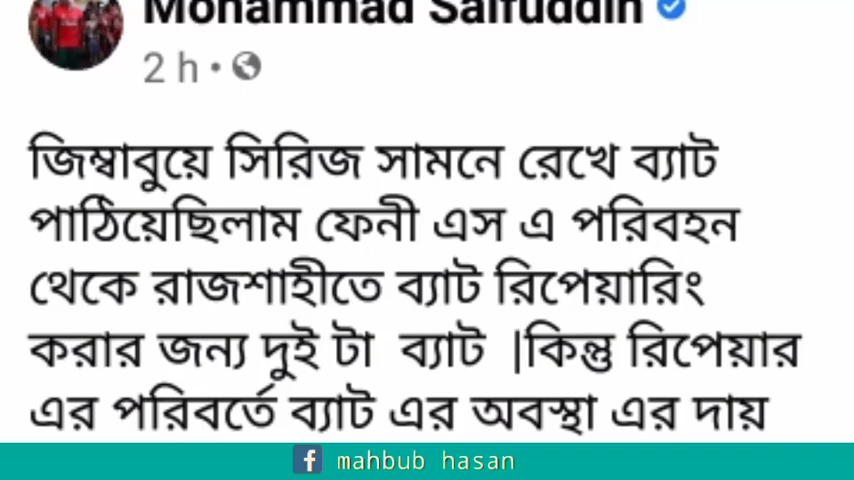 Mohammad Saifuddin
2 h
জিম্বাবুয়ে সিরিজ সামনে রেখে ব্যাট
পাঠিয়েছিলাম ফেনী এস এ পরিবহন
থেকে রাজশাহীতে ব্যাট রিপেয়ারিং
করার জন্য দুই টা ব্যাট |কিন্তু রিপেয়ার
এর পরিবর্তে ব্যাট এর অবস্থা এর দায়
mahbub hasan